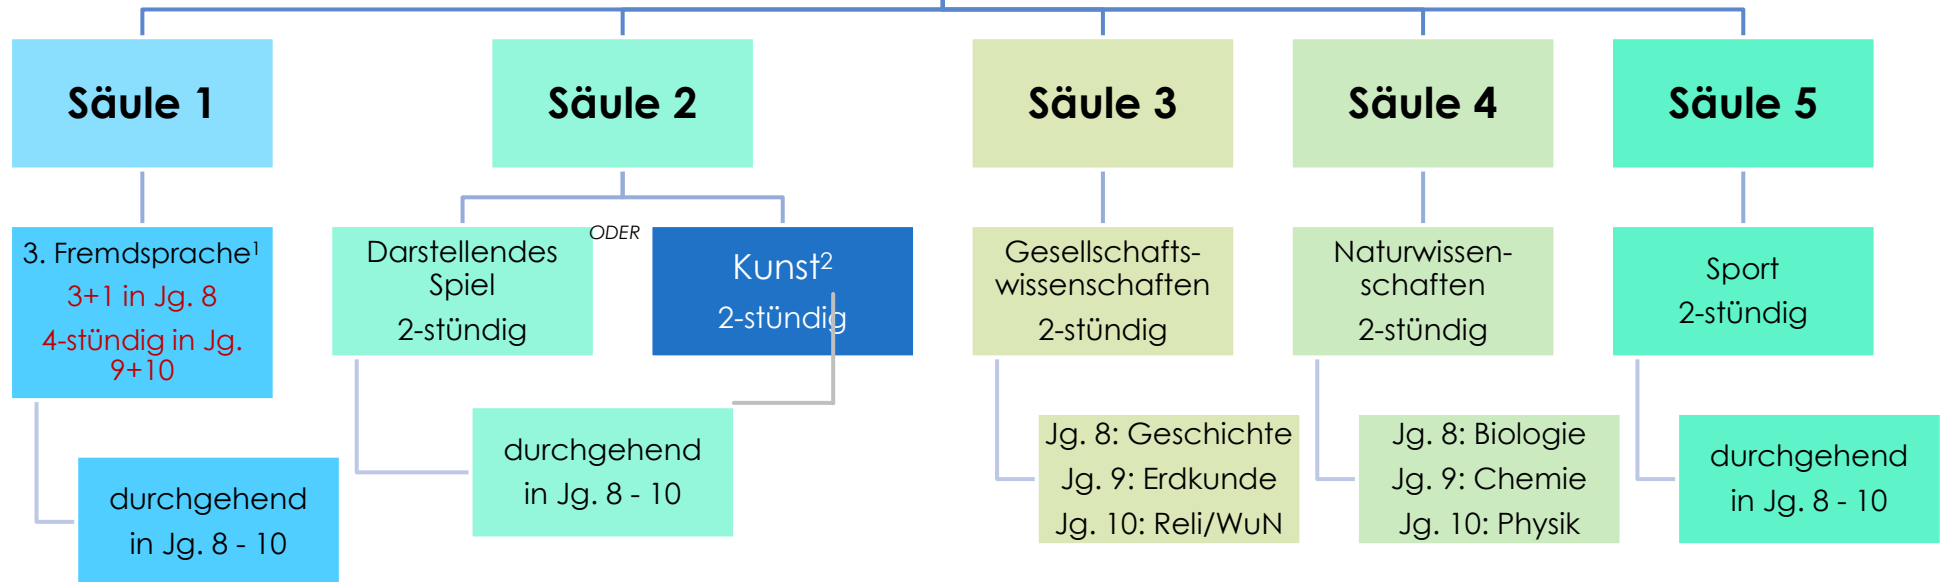 Säule 1
Säule 2
Säule 3
Säule 4
Säule 5
3. Fremdsprache¹
3+1 in Jg. 8
4-stündig in Jg.
9+10
durchgehend
in Jg. 8 - 10
Darstellendes
Spiel
2-stündig
ODER
Kunst²
2-stündig
durchgehend
in Jg. 8 - 10
Gesellschafts-
wissenschaften
2-stündig
Jg. 8: Geschichte
Jg. 9: Erdkunde
Jg. 10: Reli/WuN
Naturwissen-
schaften
2-stündig
Jg. 8: Biologie
Jg. 9: Chemie
Jg. 10: Physik
Sport
2-stündig
durchgehend
in Jg. 8 - 10